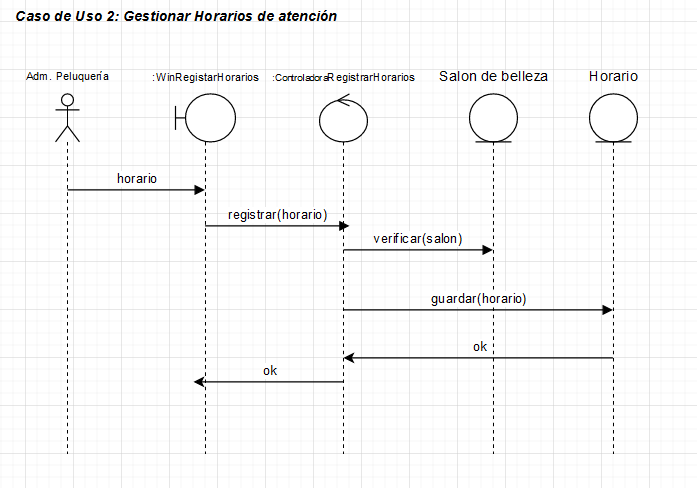 Caso de Uso 2: Gestionar Horarios de atención
Adm. Peluquería
:WinRegistarHorarios
:ControladoraRegistrarHorarios
Salon de belleza
Horario
horario
registrar(horario)
verificar(salon)
guardar(horario)
ok
ok